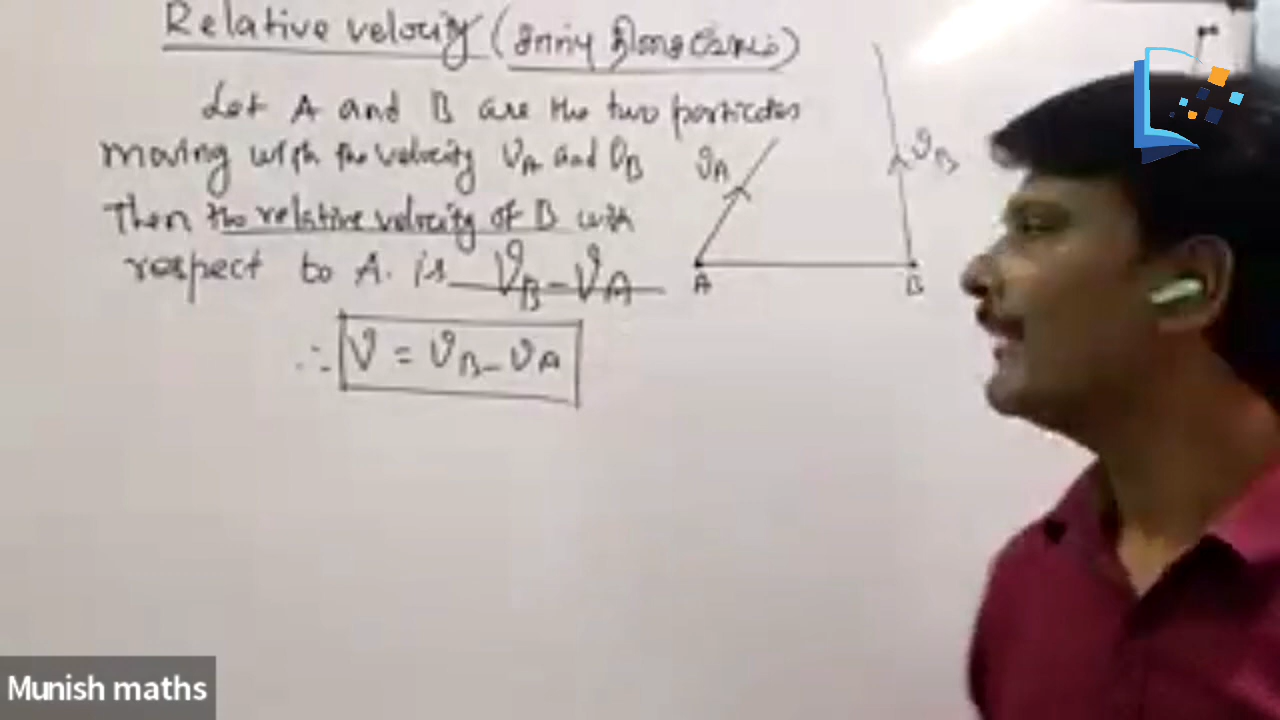 Relative velocity (சார்பு திசைவேகம்)
Let A and B are the two particles
moving with the velocity VA and VB
Then the relative velocity of B with
respect to A. is VB - VA
∴ V = VB - VA
VA
VB
A
B
Munish maths